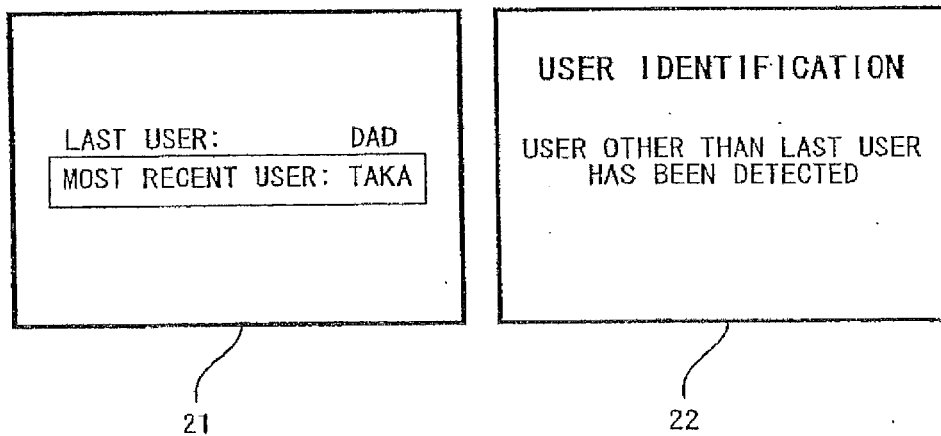 LAST USER: DAD
MOST RECENT USER: TAKA
21
USER IDENTIFICATION
USER OTHER THAN LAST USER
HAS BEEN DETECTED
22